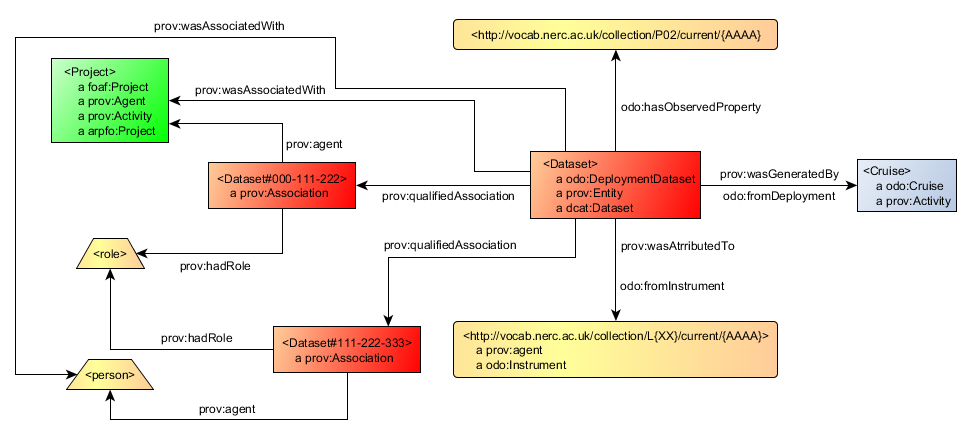 prov:wasAssociatedWith
<http://vocab.nerc.ac.uk/collection/P02/current/{AAAA}
<Project>
a foaf:Project
a prov:Agent
a prov:Activity
a arpfo:Project
prov:wasAssociatedWith
odo:hasObservedProperty
prov:agent
<Dataset>
a odo:DeploymentDataset
a prov:Entity
a dcat:Dataset
<Dataset#000-111-222>
a prov:Association
prov:qualifiedAssociation
prov:wasGeneratedBy
odo:fromDeployment
<Cruise>
a odo:Cruise
a prov:Activity
prov:qualifiedAssociation
prov:wasAtrributedTo
<role>
prov:hadRole
odo:fromInstrument
prov:hadRole
<Dataset#111-222-333>
a prov:Association
<http://vocab.nerc.ac.uk/collection/L{XX}/current/{AAAA}>
a prov:agent
a odo:Instrument
<person>
prov:agent